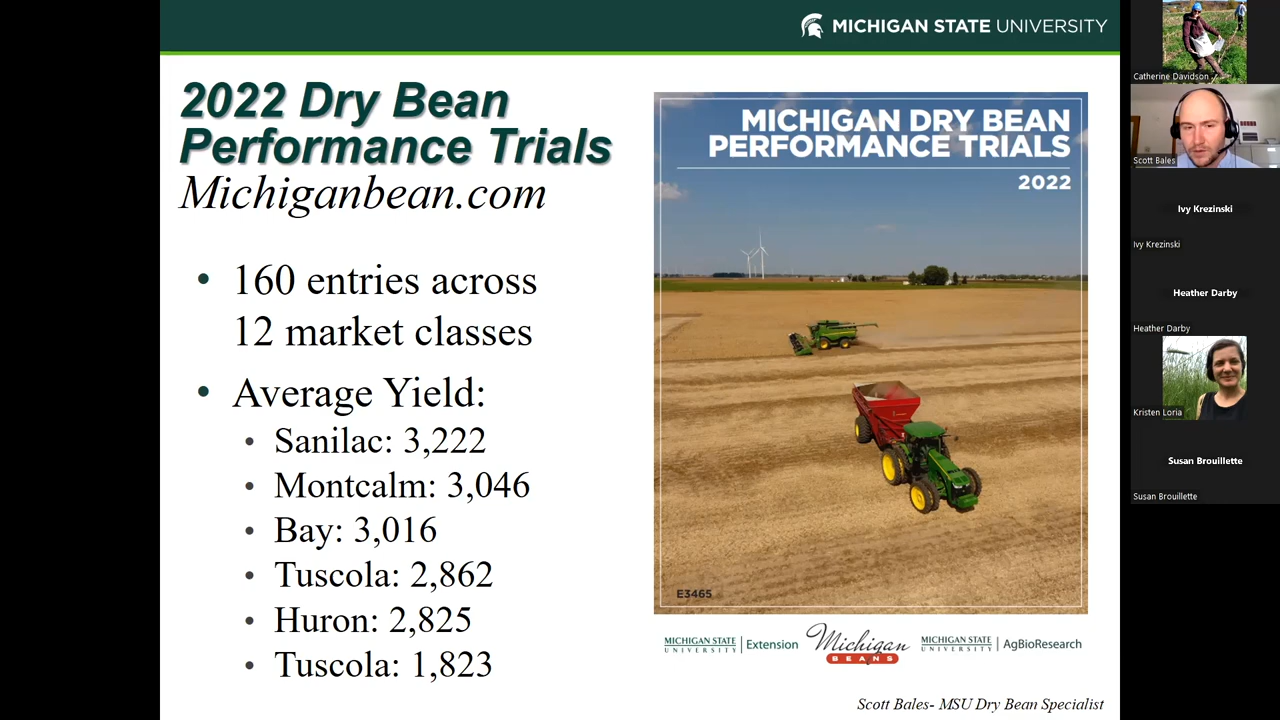 MICHIGAN STATE UNIVERSITY
2022 Dry Bean
Performance Trials
Michiganbean.com
• 160 entries across
12 market classes
• Average Yield:
• Sanilac: 3,222
• Montcalm: 3,046
• Bay: 3,016
• Tuscola: 2,862
• Huron: 2,825
• Tuscola: 1,823
MICHIGAN DRY BEAN
PERFORMANCE TRIALS
2022
E3465
MICHIGAN STATE
UNIVERSITY
Extension
Michigan
BEANS
MICHIGAN STATE
UNIVERSITY
AgBioResearch
Scott Bales- MSU Dry Bean Specialist
Catherine Davidson
Scott Bales
Ivy Krezinski
Ivy Krezinski
Heather Darby
Heather Darby
Kristen Loria
Susan Brouillette
Susan Brouillette